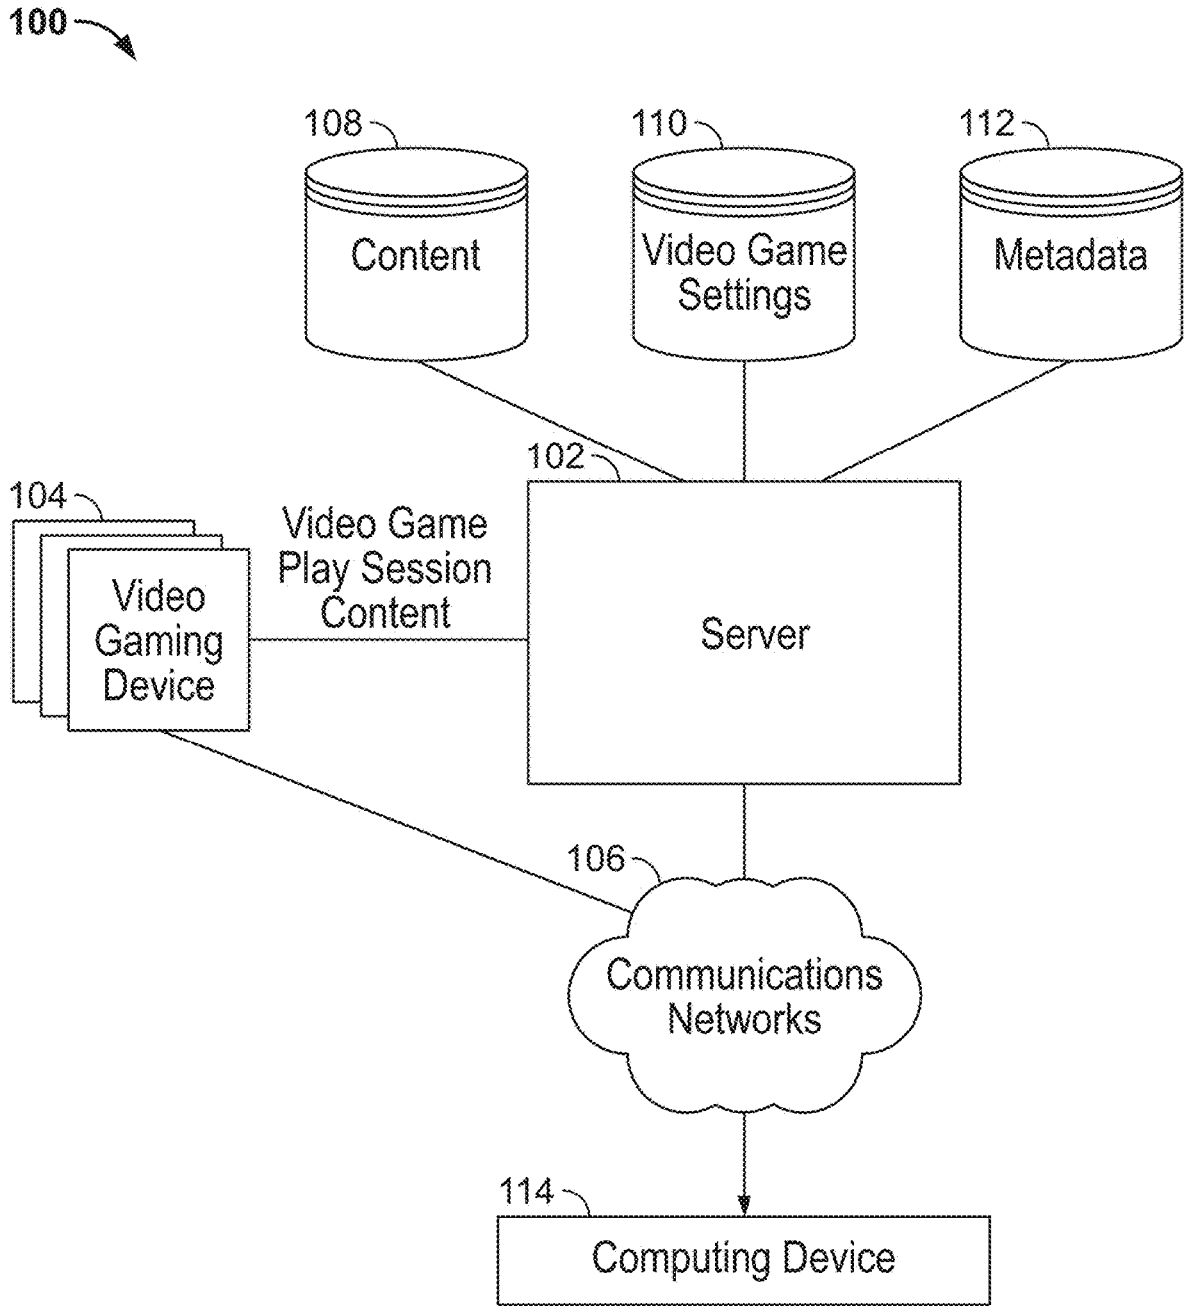 100
108
110
112
Content
Video Game
Settings
Metadata
102
104
Video Game
Play Session
Content
Video
Gaming
Device
Server
106
Communications
Networks
114
Computing Device